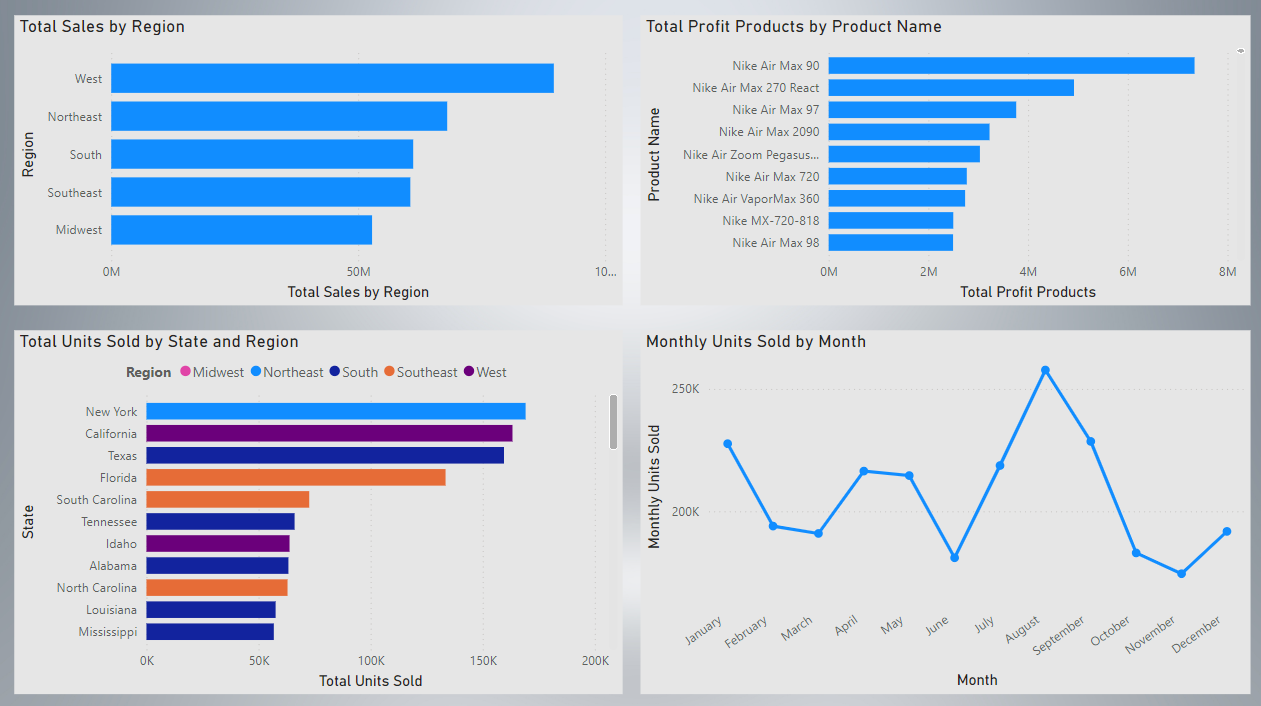 Total Sales by Region
Region
West
Northeast
South
Southeast
Midwest
0M 50M 10...
Total Sales by Region
Total Profit Products by Product Name
Product Name
Nike Air Max 90
Nike Air Max 270 React
Nike Air Max 97
Nike Air Max 2090
Nike Air Zoom Pegasus...
Nike Air Max 720
Nike Air VaporMax 360
Nike MX-720-818
Nike Air Max 98
0M 2M 4M 6M 8M
Total Profit Products
Total Units Sold by State and Region
Region Midwest Northeast South Southeast West
State
New York
California
Texas
Florida
South Carolina
Tennessee
Idaho
Alabama
North Carolina
Louisiana
Mississippi
0K 50K 100K 150K 200K
Total Units Sold
Monthly Units Sold by Month
Monthly Units Sold
250K
200K
January February March April May June July August September October November December
Month